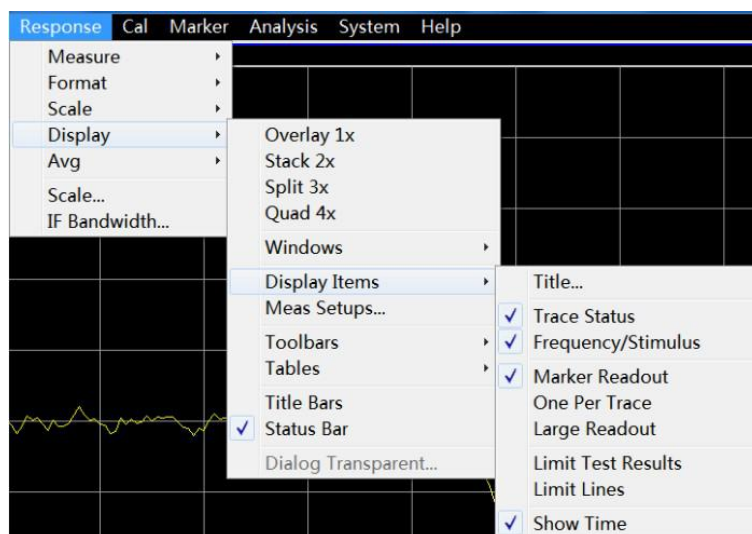 Response Cal Marker Analysis System Help
Measure
Format
Scale
Display
Avg
Scale...
IF Bandwidth...
Overlay 1x
Stack 2x
Split 3x
Quad 4x
Windows
Display Items
Meas Setups...
Toolbars
Tables
Title Bars
Status Bar
Dialog Transparent...
Title...
Trace Status
Frequency/Stimulus
Marker Readout
One Per Trace
Large Readout
Limit Test Results
Limit Lines
Show Time